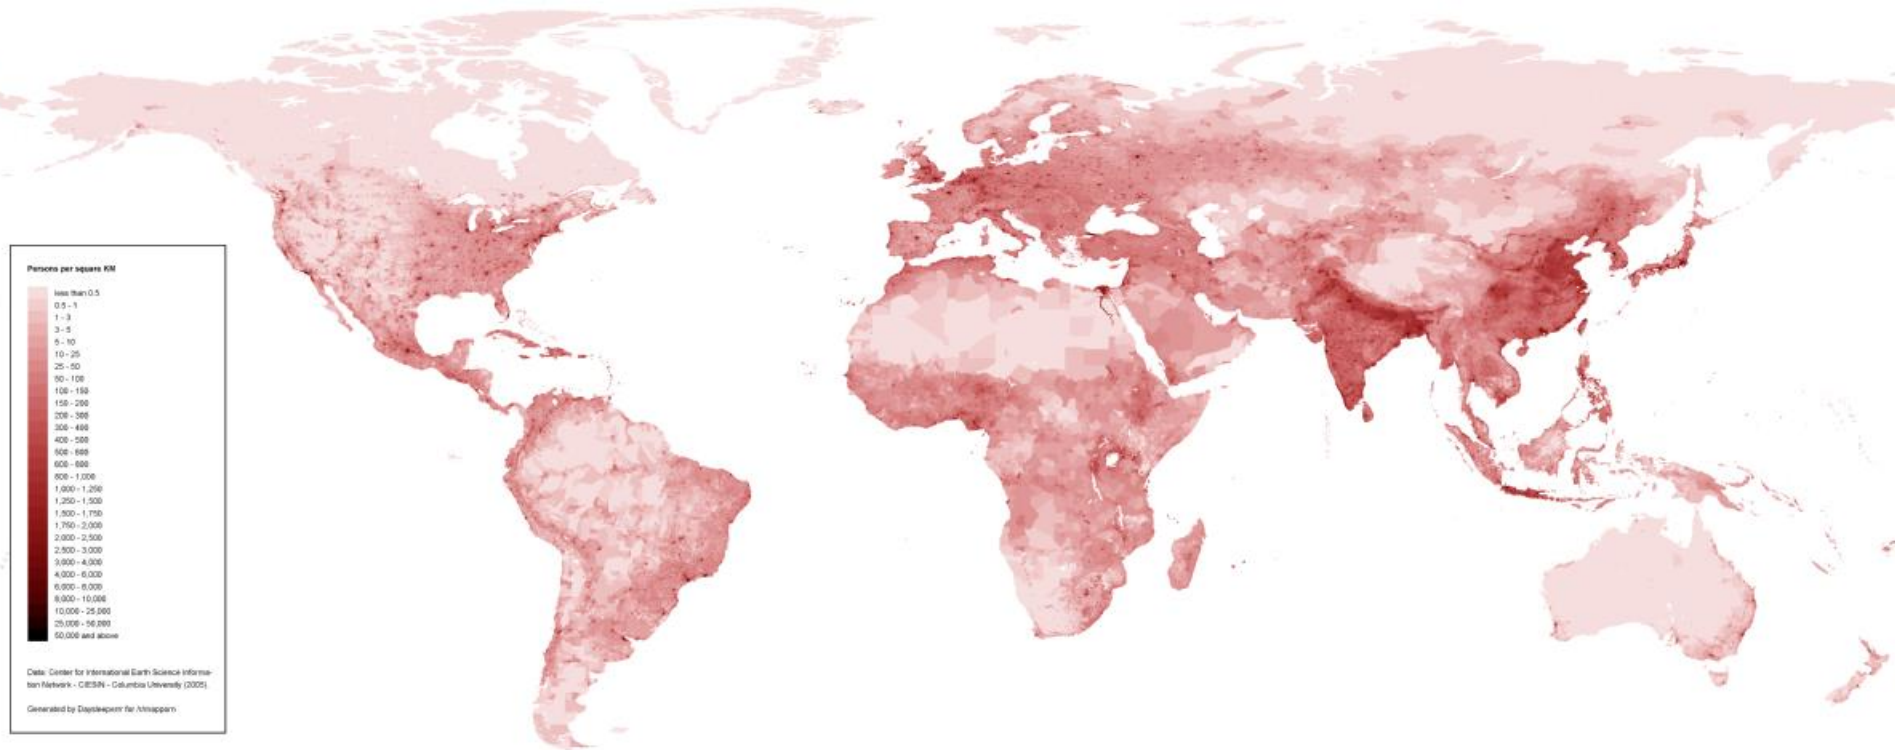 Persons per square KM
less than 0.5
0.5 - 1
1 - 3
3 - 5
5 - 10
10 - 25
25 - 50
50 - 100
100 - 150
150 - 200
200 - 300
300 - 400
400 - 500
500 - 600
600 - 800
800 - 1,000
1,000 - 1,250
1,250 - 1,500
1,500 - 1,750
1,750 - 2,000
2,000 - 2,500
2,500 - 3,000
3,000 - 4,000
4,000 - 6,000
6,000 - 8,000
8,000 - 10,000
10,000 - 25,000
25,000 - 50,000
50,000 and above
Data: Center for International Earth Science Informa-
tion Network - CIESIN - Columbia University (2005).
Generated by Daysleeperrr for